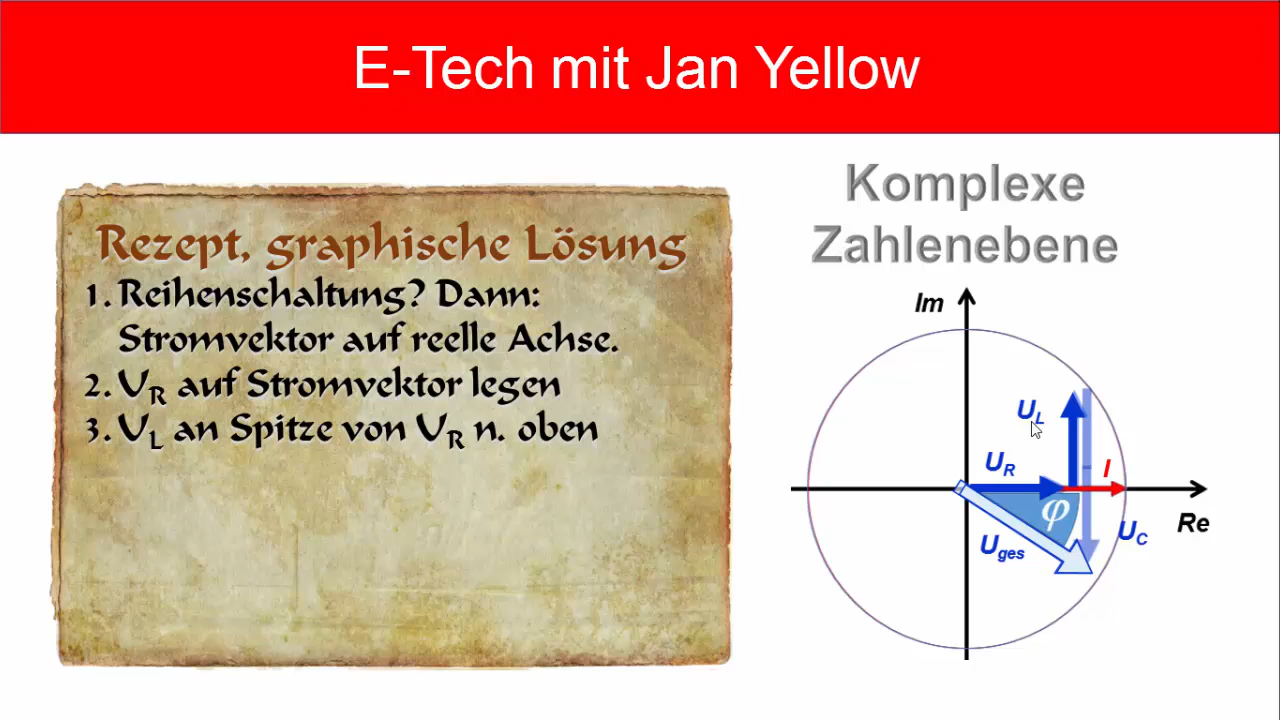 E-Tech mit Jan Yellow
Rezept, graphische Lösung
1. Reihenschaltung? Dann:
Stromvektor auf reelle Achse.
2. UR auf Stromvektor legen
3. UL an Spitze von UR n. oben
Komplexe
Zahlenebene
Im
UL
UR
I
φ
Uges
UC
Re